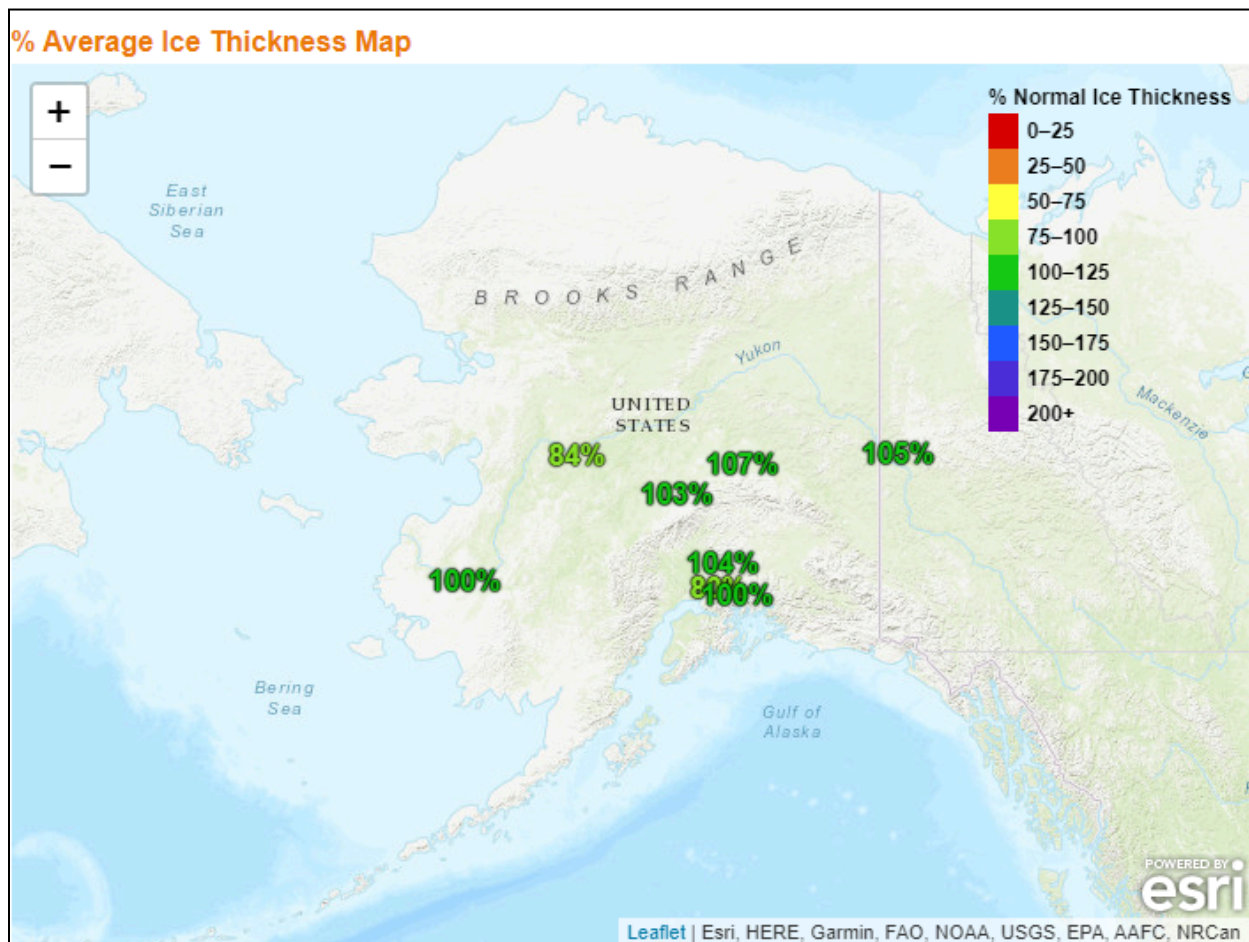 % Average Ice Thickness Map
+
−
% Normal Ice Thickness
0–25
25–50
50–75
75–100
100–125
125–150
150–175
175–200
200+
East
Siberian
Sea
BROOKS RANGE
Yukon
Mackenzie
UNITED
STATES
84%
107%
105%
103%
104%
100%
100%
Bering
Sea
Gulf of
Alaska
POWERED BY
esri
Leaflet | Esri, HERE, Garmin, FAO, NOAA, USGS, EPA, AAFC, NRCan